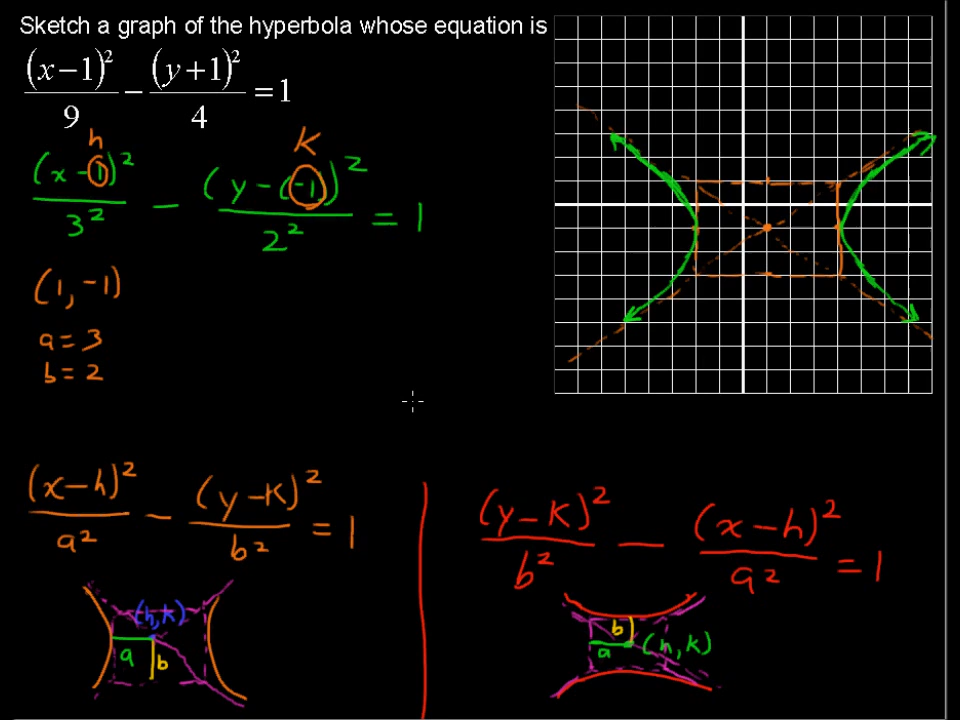 Sketch a graph of the hyperbola whose equation is
(x−1)²/9 − (y+1)²/4 = 1
h K
(x − 1)²/3² − (y − (−1))²/2² = 1
(1, −1)
a = 3
b = 2
(x−h)²/a² − (y−K)²/b² = 1
(y−K)²/b² − (x−h)²/a² = 1
(h,K)
a b
b
a (h,K)